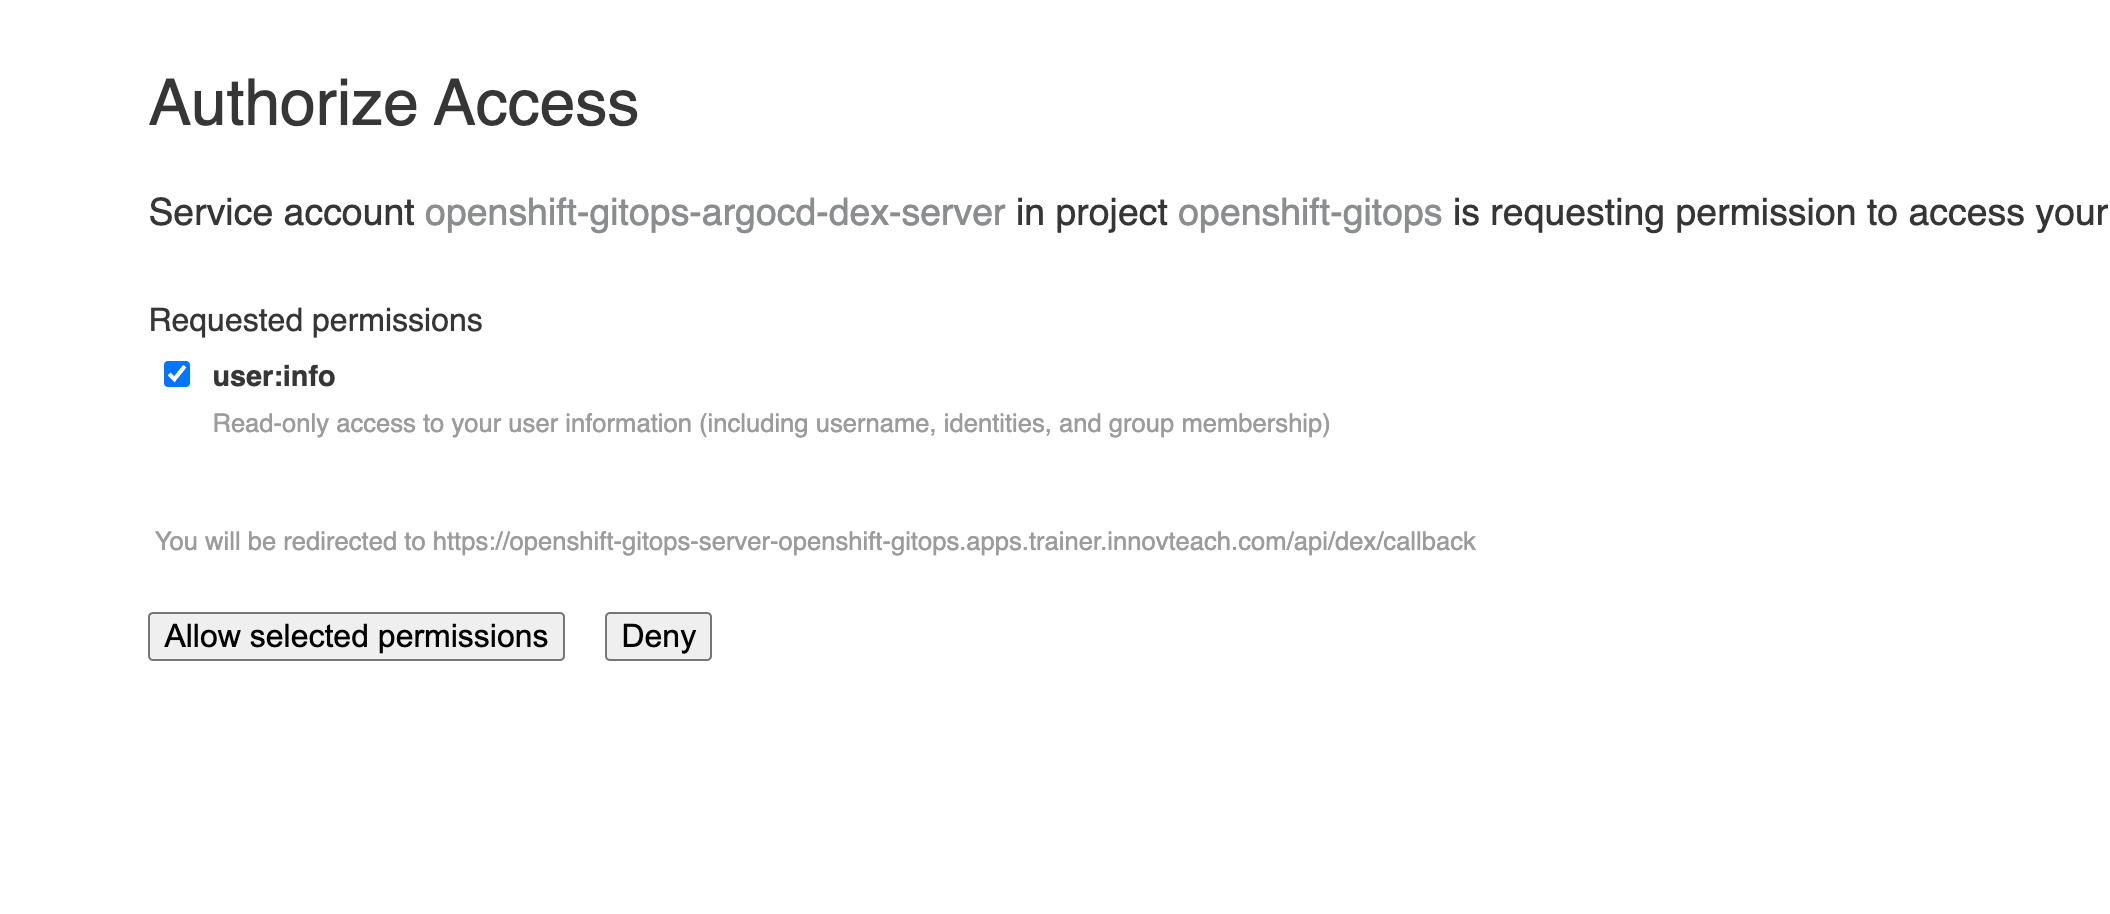 Authorize Access
Service account openshift-gitops-argocd-dex-server in project openshift-gitops is requesting permission to access your
Requested permissions
user:info
Read-only access to your user information (including username, identities, and group membership)
You will be redirected to https://openshift-gitops-server-openshift-gitops.apps.trainer.innovteach.com/api/dex/callback
Allow selected permissions Deny